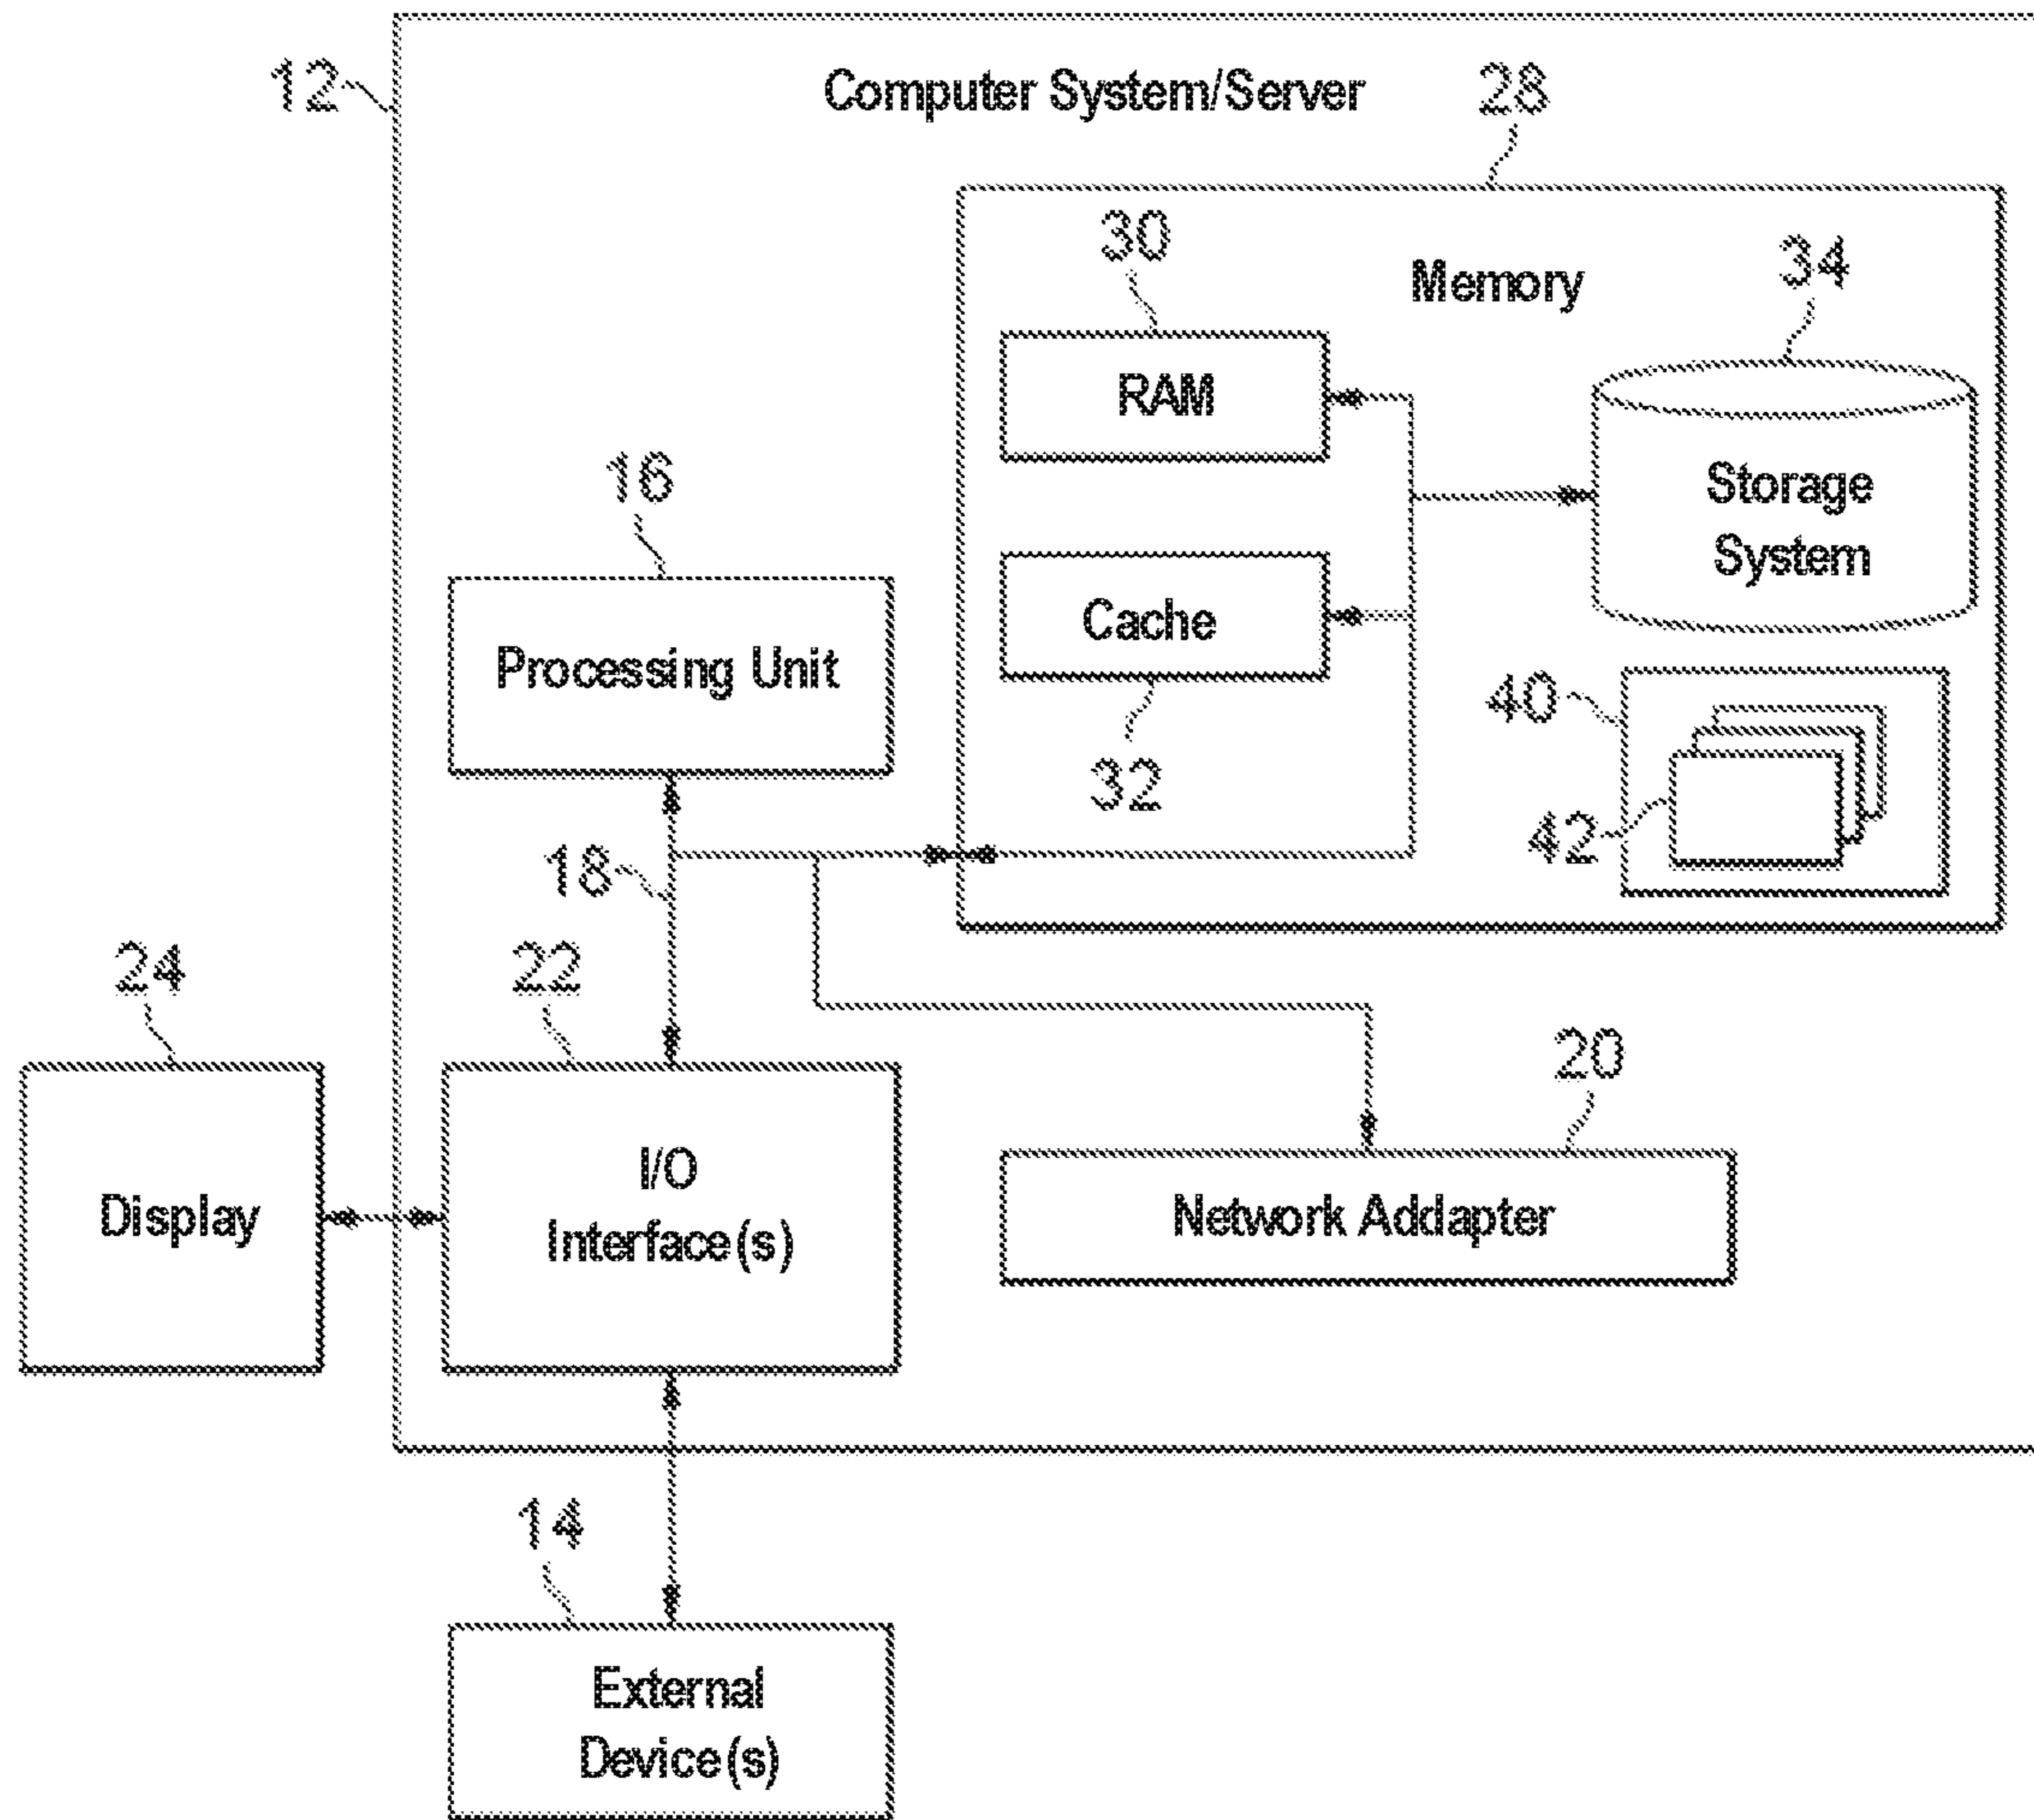 12
Computer System/Server
28
30
Memory
34
RAM
16
Storage
System
Cache
Processing Unit
40
32
42
18
24
22
20
I/O
Interface(s)
Display
Network Addapter
14
External
Device(s)